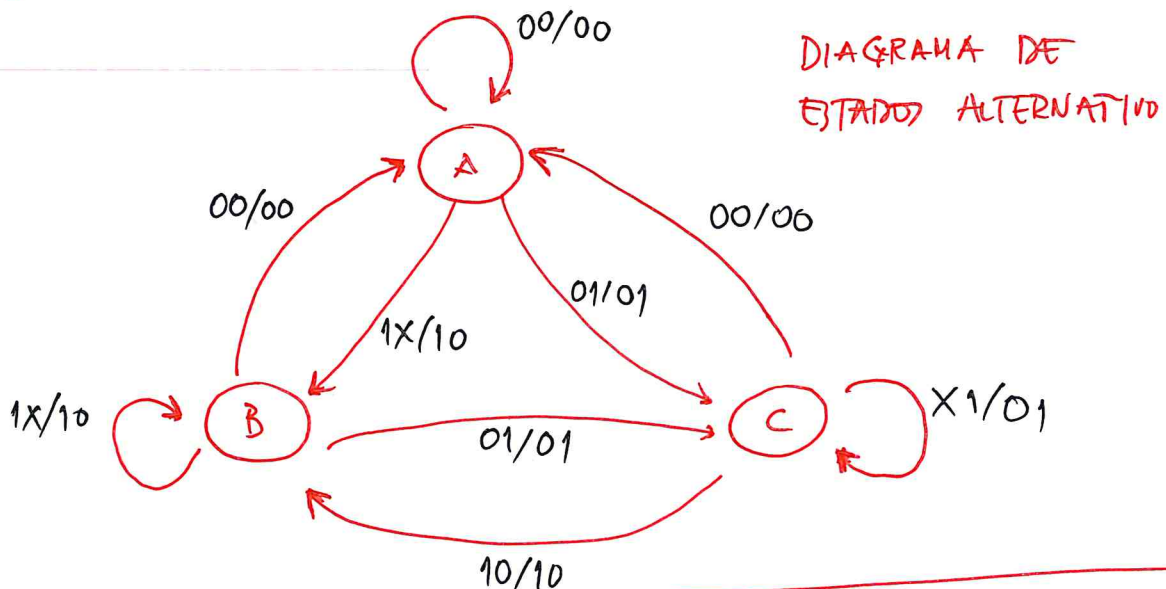 00/00
DIAGRAMA DE
ESTADOS ALTERNATIVO
A
00/00
00/00
01/01
1X/10
1X/10
B
01/01
C
X1/01
10/10